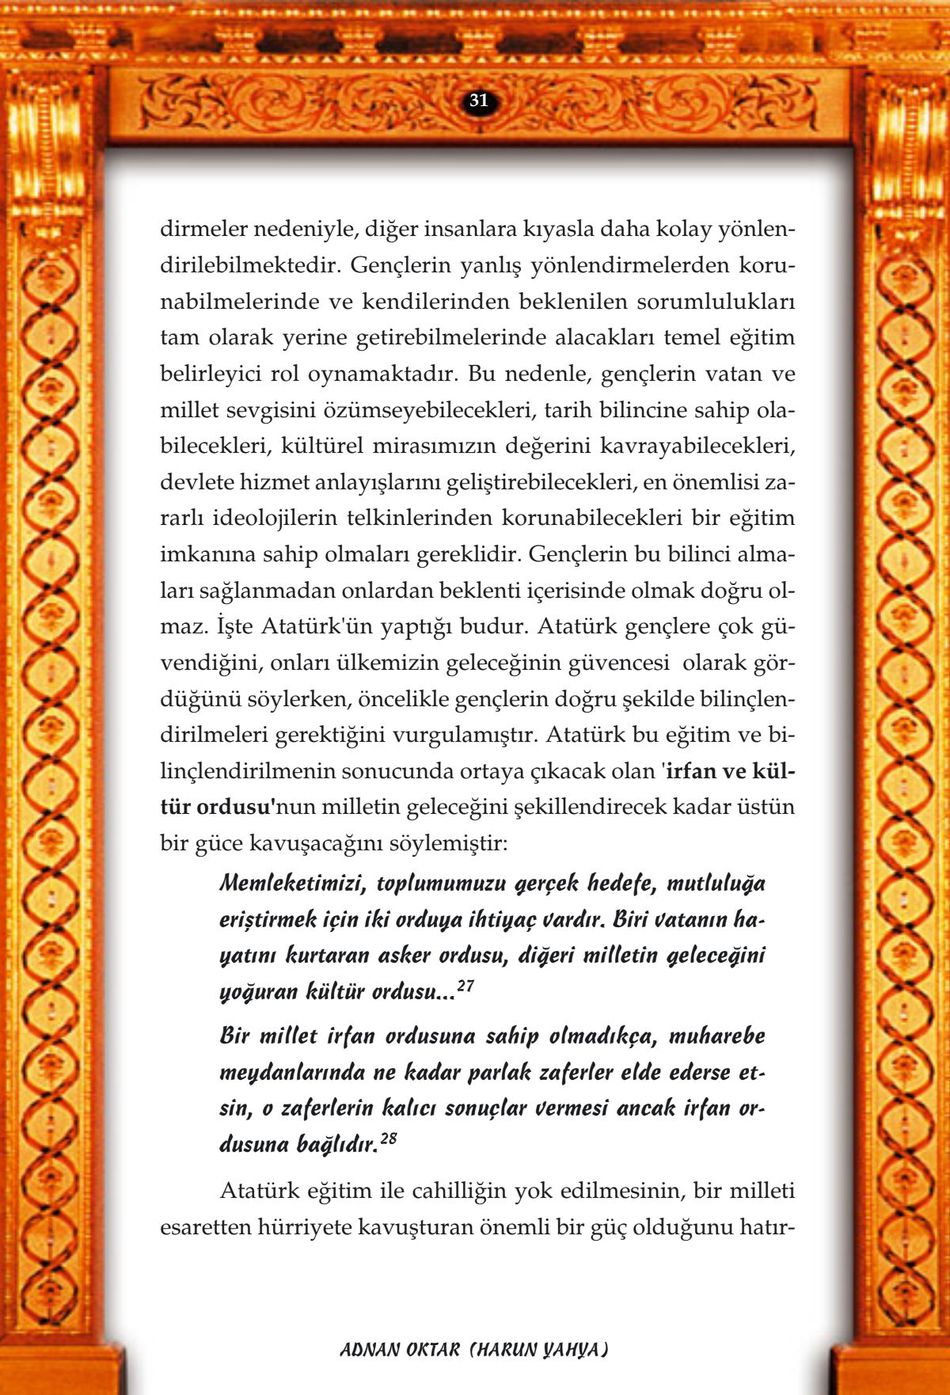 31
dirmeler nedeniyle, diğer insanlara kıyasla daha kolay yönlen-
dirilebilmektedir. Gençlerin yanlış yönlendirmelerden koru-
nabilmelerinde ve kendilerinden beklenilen sorumlulukları
tam olarak yerine getirebilmelerinde alacakları temel eğitim
belirleyici rol oynamaktadır. Bu nedenle, gençlerin vatan ve
millet sevgisini özümseyebilecekleri, tarih bilincine sahip ola-
bilecekleri, kültürel mirasımızın değerini kavrayabilecekleri,
devlete hizmet anlayışlarını geliştirebilecekleri, en önemlisi za-
rarlı ideolojilerin telkinlerinden korunabilecekleri bir eğitim
imkanına sahip olmaları gereklidir. Gençlerin bu bilinci alma-
ları sağlanmadan onlardan beklenti içerisinde olmak doğru ol-
maz. İşte Atatürk'ün yaptığı budur. Atatürk gençlere çok gü-
vendiğini, onları ülkemizin geleceğinin güvencesi olarak gör-
düğünü söylerken, öncelikle gençlerin doğru şekilde bilinçlen-
dirilmeleri gerektiğini vurgulamıştır. Atatürk bu eğitim ve bi-
linçlendirilmenin sonucunda ortaya çıkacak olan 'irfan ve kül-
tür ordusu'nun milletin geleceğini şekillendirecek kadar üstün
bir güce kavuşacağını söylemiştir:
Memleketimizi, toplumumuzu gerçek hedefe, mutluluğa
eriştirmek için iki orduya ihtiyaç vardır. Biri vatanın ha-
yatını kurtaran asker ordusu, diğeri milletin geleceğini
yoğuran kültür ordusu...27
Bir millet irfan ordusuna sahip olmadıkça, muharebe
meydanlarında ne kadar parlak zaferler elde ederse et-
sin, o zaferlerin kalıcı sonuçlar vermesi ancak irfan or-
dusuna bağlıdır.28
Atatürk eğitim ile cahilliğin yok edilmesinin, bir milleti
esaretten hürriyete kavuşturan önemli bir güç olduğunu hatır-
ADNAN OKTAR (HARUN YAHYA)